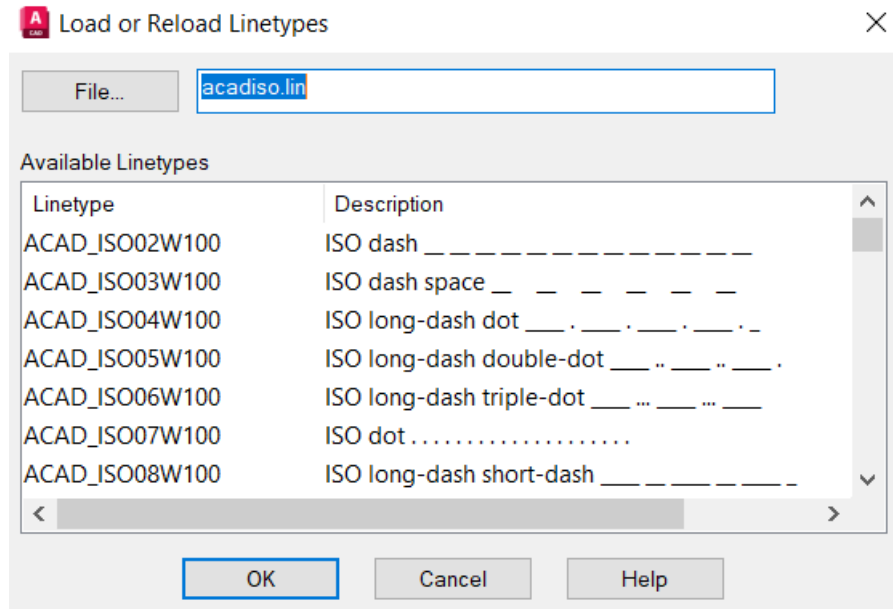 A CAD Load or Reload Linetypes
File... acadiso.lin
Available Linetypes
Linetype Description
ACAD_ISO02W100 ISO dash __ __ __ __ __ __ __ __ __ __ __ __ __
ACAD_ISO03W100 ISO dash space __ __ __ __ __ __
ACAD_ISO04W100 ISO long-dash dot ____ . ____ . ____ . ____ . _
ACAD_ISO05W100 ISO long-dash double-dot ____ .. ____ .. ____ .
ACAD_ISO06W100 ISO long-dash triple-dot ____ ... ____ ... ____
ACAD_ISO07W100 ISO dot . . . . . . . . . . . . . . . . . . . .
ACAD_ISO08W100 ISO long-dash short-dash ____ __ ____ __ ____ _
OK Cancel Help